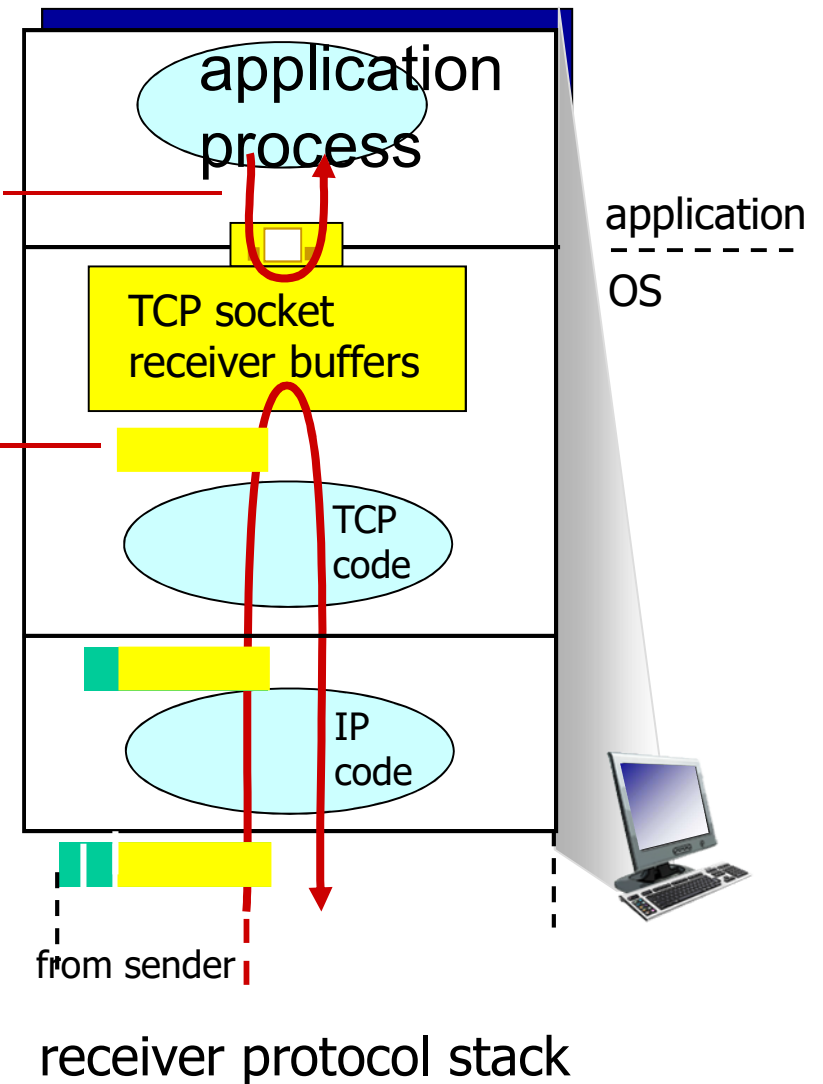 application
process
application
OS
TCP socket
receiver buffers
TCP
code
IP
code
from sender
receiver protocol stack